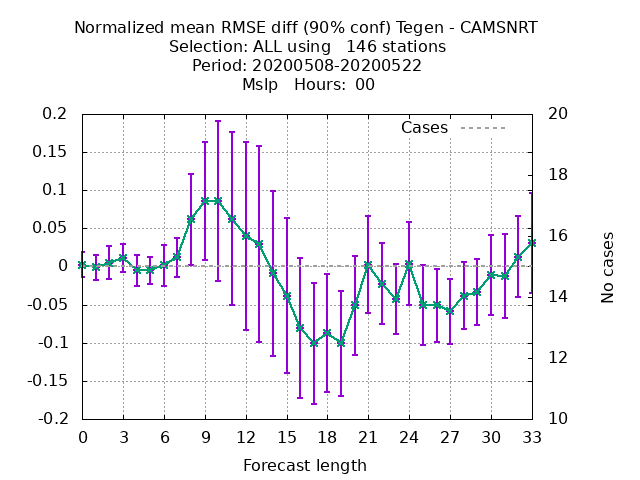 Normalized mean RMSE diff (90% conf) Tegen - CAMSNRT
Selection: ALL using   146 stations
Period: 20200508-20200522
Mslp   Hours: 00
Cases
0.2
0.15
0.1
0.05
0
-0.05
-0.1
-0.15
-0.2
20
18
16
14
12
10
No cases
0 3 6 9 12 15 18 21 24 27 30 33
Forecast length